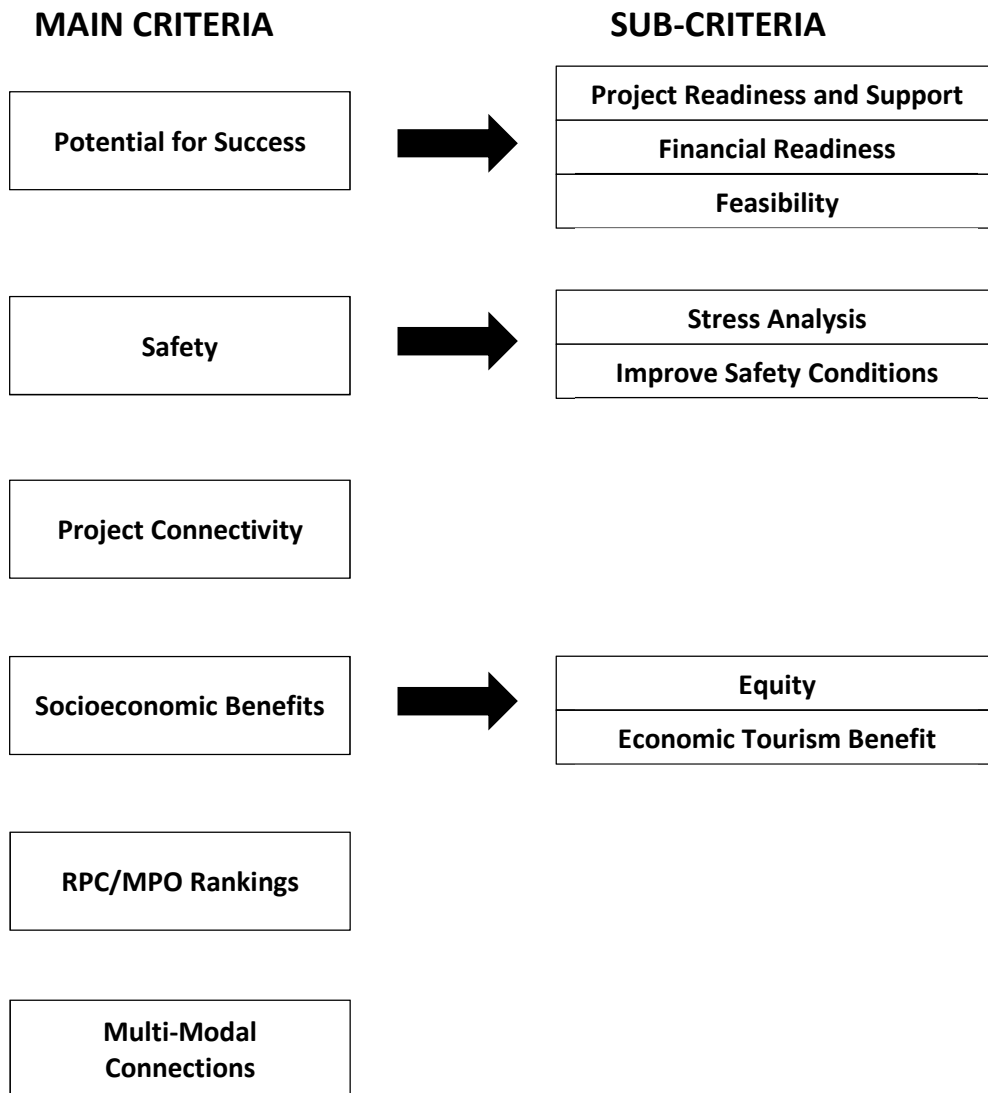 MAIN CRITERIA
SUB-CRITERIA
Potential for Success
Project Readiness and Support
Financial Readiness
Feasibility
Safety
Stress Analysis
Improve Safety Conditions
Project Connectivity
Socioeconomic Benefits
Equity
Economic Tourism Benefit
RPC/MPO Rankings
Multi-Modal
Connections